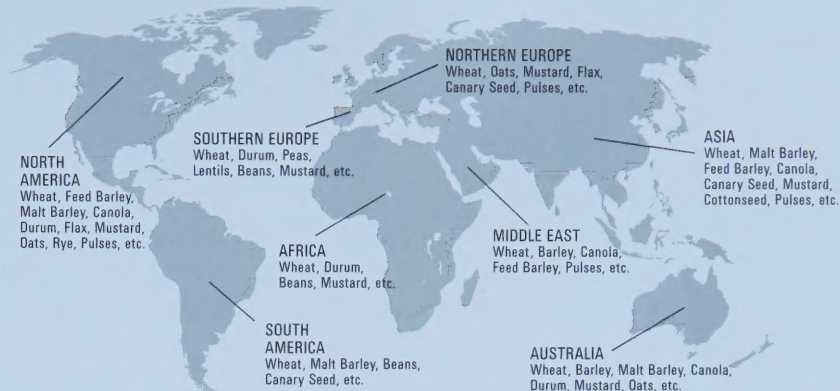 NORTHERN EUROPE
Wheat, Oats, Mustard, Flax,
Canary Seed, Pulses, etc.
SOUTHERN EUROPE
Wheat, Durum, Peas,
Lentils, Beans, Mustard, etc.
ASIA
Wheat, Malt Barley,
Feed Barley, Canola,
Canary Seed, Mustard,
Cottonseed, Pulses, etc.
NORTH
AMERICA
Wheat, Feed Barley,
Malt Barley, Canola,
Durum, Flax, Mustard,
Oats, Rye, Pulses, etc.
AFRICA
Wheat, Durum,
Beans, Mustard, etc.
MIDDLE EAST
Wheat, Barley, Canola,
Feed Barley, Pulses, etc.
SOUTH
AMERICA
Wheat, Malt Barley, Beans,
Canary Seed, etc.
AUSTRALIA
Wheat, Barley, Malt Barley, Canola,
Durum, Mustard, Oats, etc.